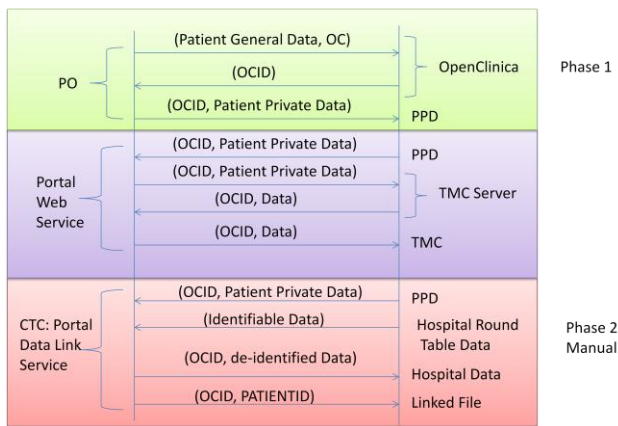 (Patient General Data, OC)
(OCID)
OpenClinica
Phase 1
PO
(OCID, Patient Private Data)
PPD
(OCID, Patient Private Data)
PPD
(OCID, Patient Private Data)
Portal
Web
Service
TMC Server
(OCID, Data)
(OCID, Data)
TMC
(OCID, Patient Private Data)
PPD
CTC: Portal
Data Link
Service
(Identifiable Data)
Hospital Round
Table Data
Phase 2
Manual
(OCID, de-identified Data)
Hospital Data
(OCID, PATIENTID)
Linked File